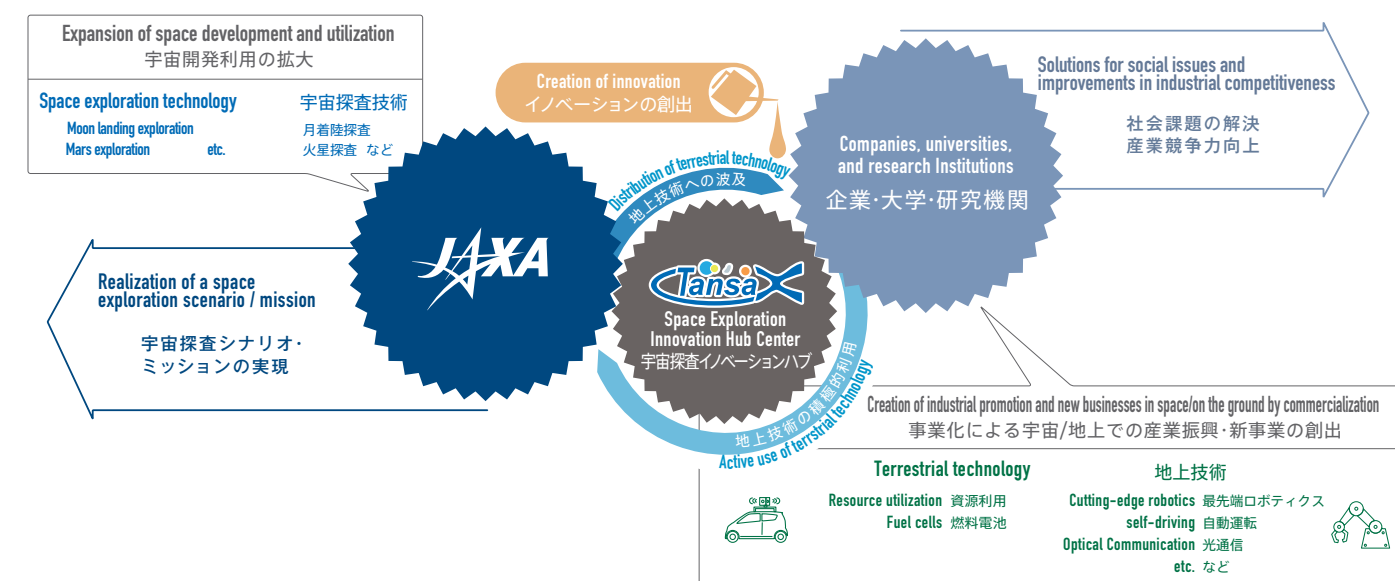 Expansion of space development and utilization
宇宙開発利用の拡大
Space exploration technology 宇宙探査技術
Moon landing exploration 月着陸探査
Mars exploration etc. 火星探査 など
Creation of innovation
イノベーションの創出
Solutions for social issues and
improvements in industrial competitiveness
社会課題の解決
産業競争力向上
Companies, universities,
and research Institutions
企業・大学・研究機関
Distribution of terrestrial technology
地上技術への波及
JAXA
Realization of a space
exploration scenario / mission
宇宙探査シナリオ・
ミッションの実現
TansaX
Space Exploration
Innovation Hub Center
宇宙探査イノベーションハブ
地上技術の積極的利用
Active use of terrstrial technology
Creation of industrial promotion and new businesses in space/on the ground by commercialization
事業化による宇宙/地上での産業振興・新事業の創出
Terrestrial technology 地上技術
Resource utilization 資源利用
Fuel cells 燃料電池
Cutting-edge robotics 最先端ロボティクス
self-driving 自動運転
Optical Communication 光通信
etc. など